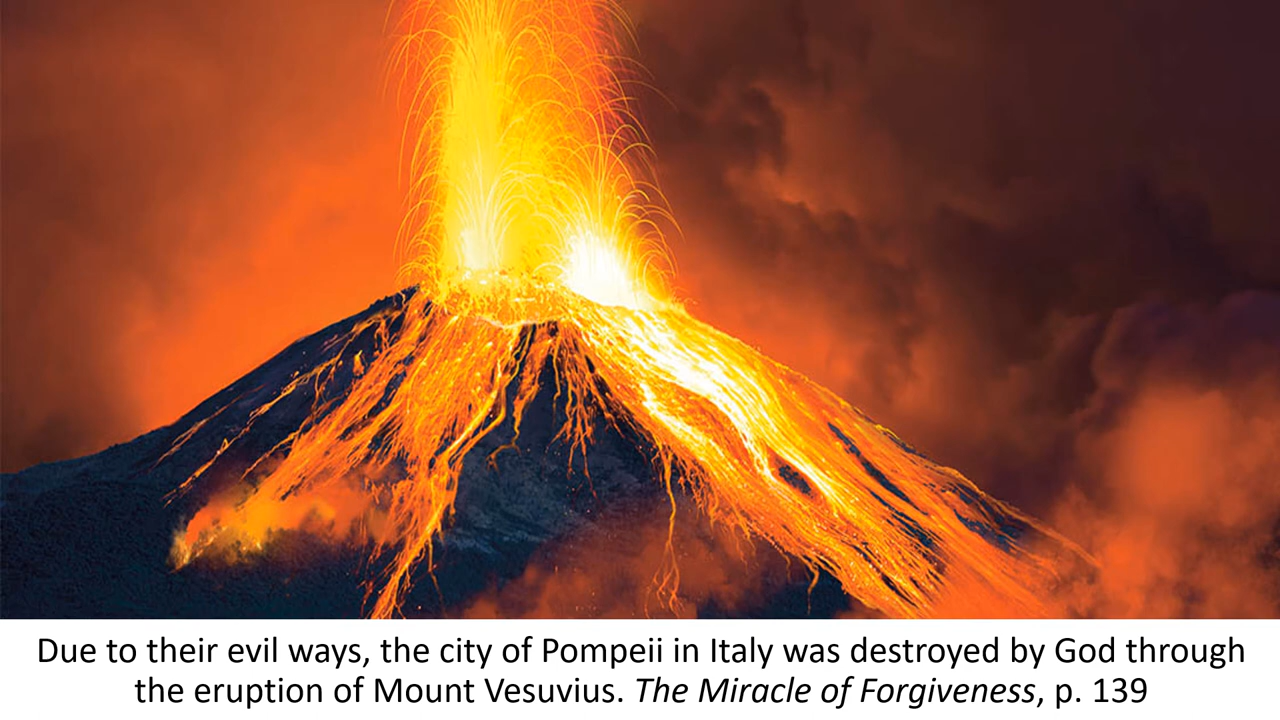 Due to their evil ways, the city of Pompeii in Italy was destroyed by God through
the eruption of Mount Vesuvius. The Miracle of Forgiveness, p. 139